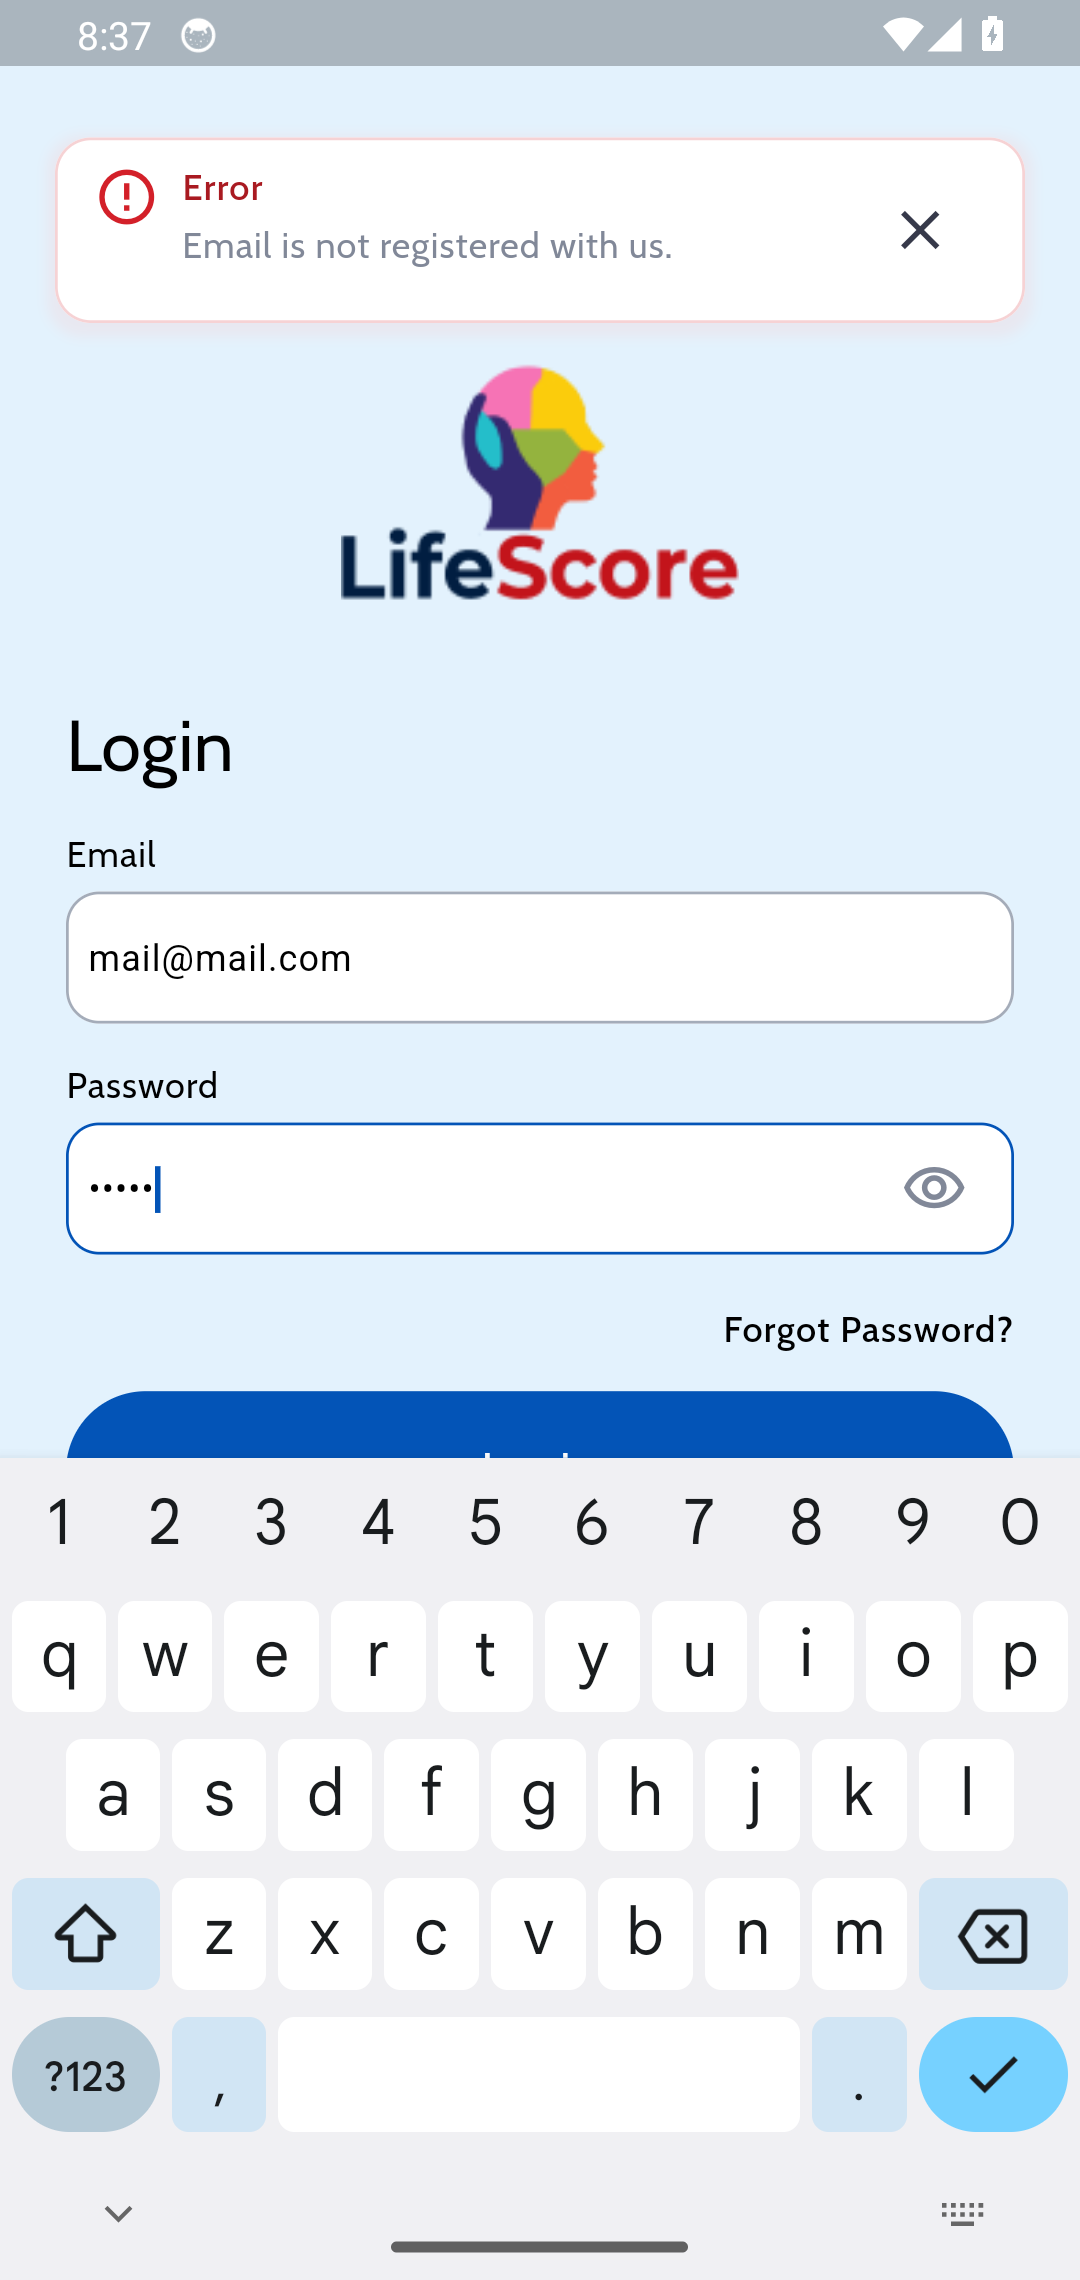 8:37
Error
Email is not registered with us.
LifeScore
Login
Email
mail@mail.com
Password
•••••
Forgot Password?
1 2 3 4 5 6 7 8 9 0
q w e r t y u i o p
a s d f g h j k l
z x c v b n m
?123 , .